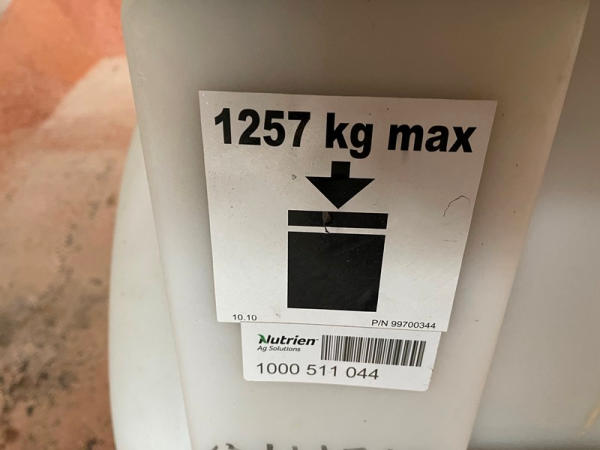 1257 kg max
10.10
P/N 99700344
Nutrien
Ag Solutions
1000 511 044